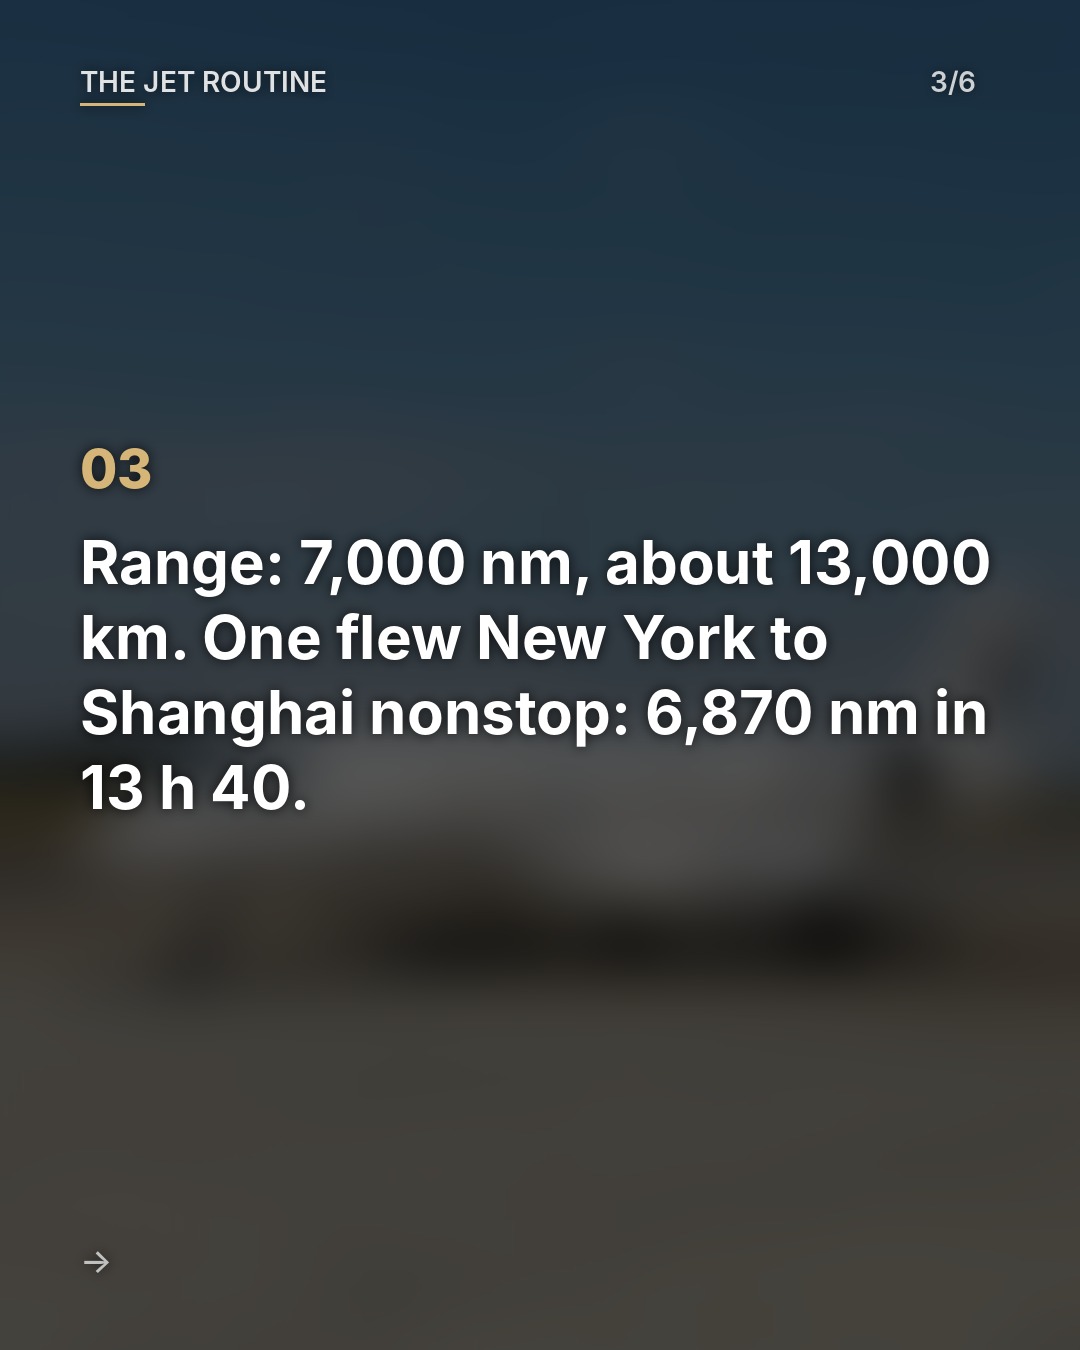 THE JET ROUTINE
3/6
03
Range: 7,000 nm, about 13,000
km. One flew New York to
Shanghai nonstop: 6,870 nm in
13 h 40.
→